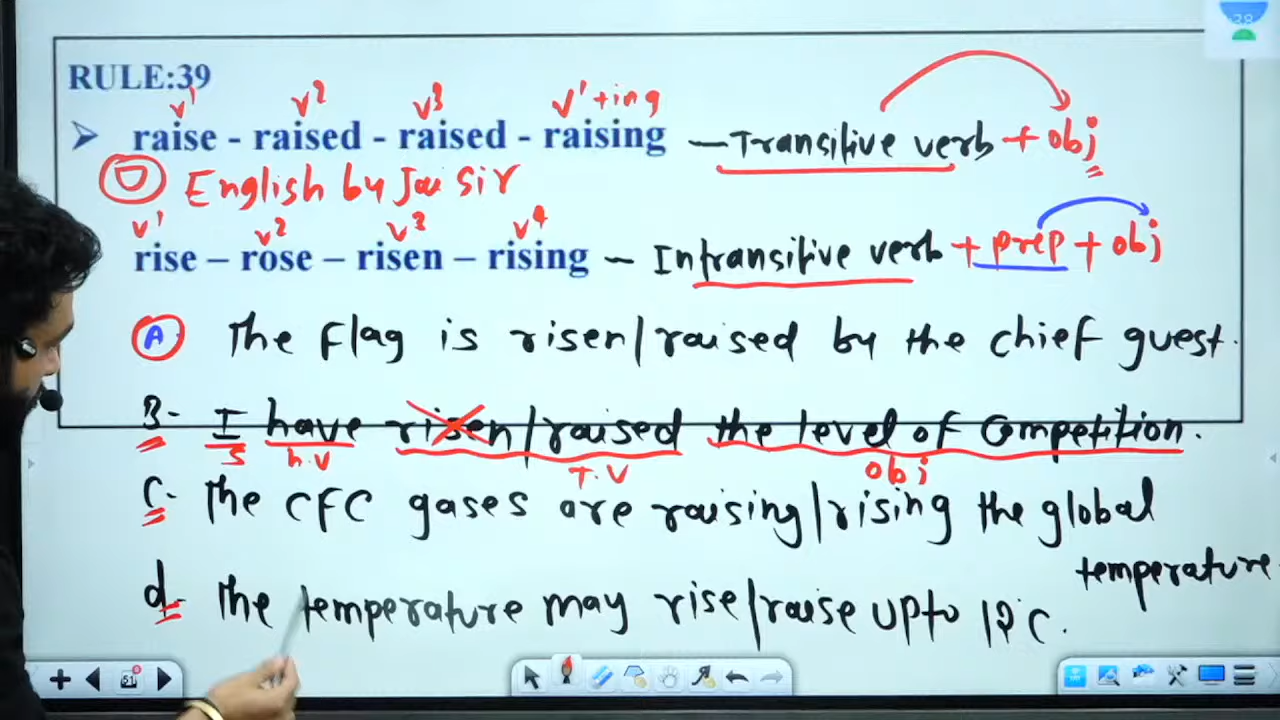 38
RULE:39
v1 v2 v3 v1+ing
➢ raise - raised - raised - raising — Transitive verb + obj
English by Jai Sir
v1 v2 v3 v4
rise – rose – risen – rising – Intransitive verb + prep + obj
A The flag is risen/raised by the chief guest.
B- I have risen/raised the level of Competition.
S h.v T.V obj
C- The CFC gases are raising/rising the global
temperature
d- The temperature may rise/raise upto 12°C.
51